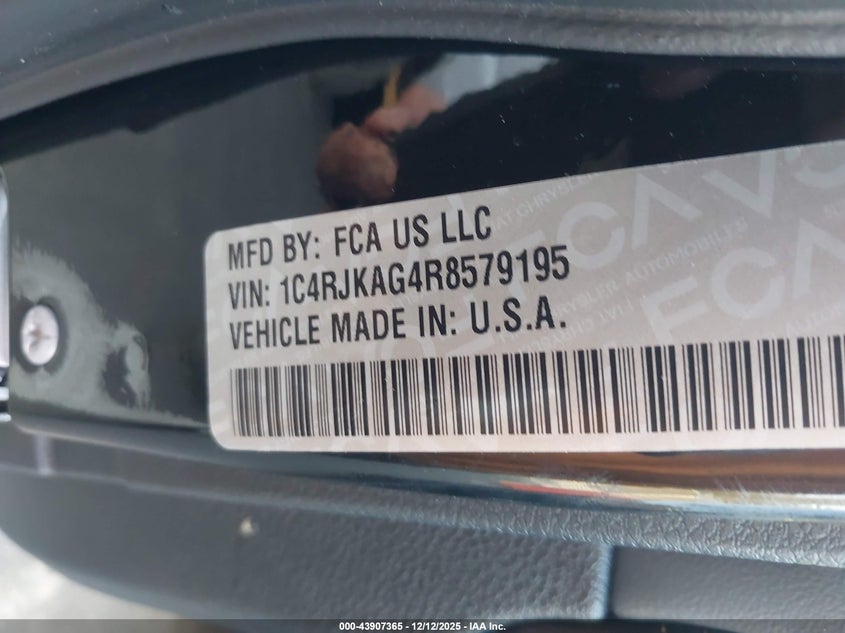 MFD BY: FCA US LLC
VIN: 1C4RJKAG4R8579195
VEHICLE MADE IN: U.S.A.
000-43907365 - 12/12/2025 - IAA Inc.